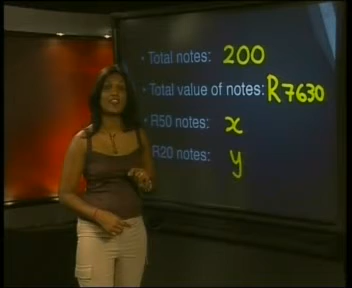 · Total notes: 200
· Total value of notes: R7630
· R50 notes: x
R20 notes: y